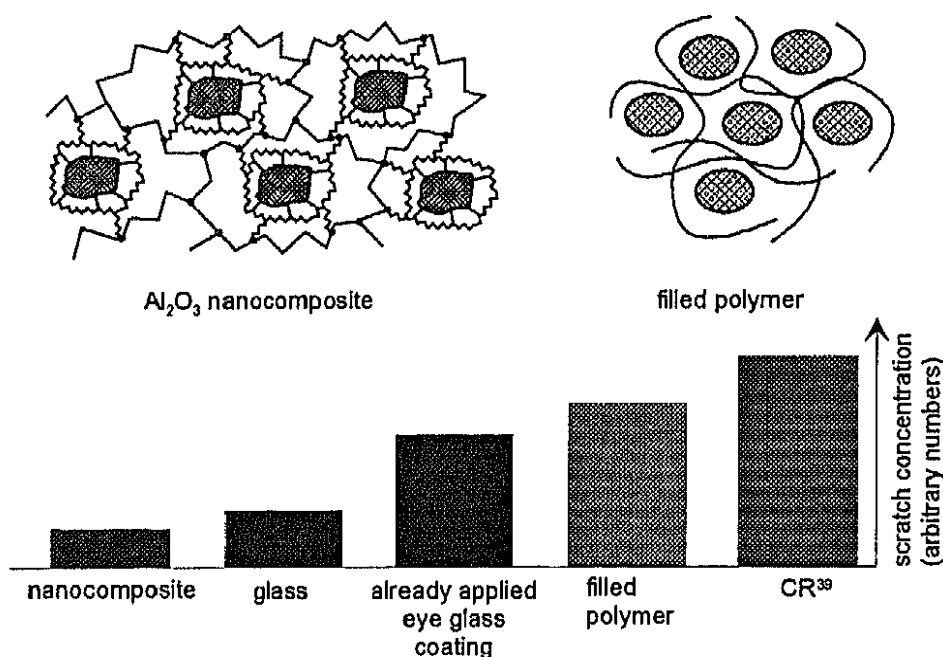 Al₂O₃ nanocomposite
filled polymer
scratch concentration
(arbitrary numbers)
nanocomposite
glass
already applied
eye glass
coating
filled
polymer
CR³⁹